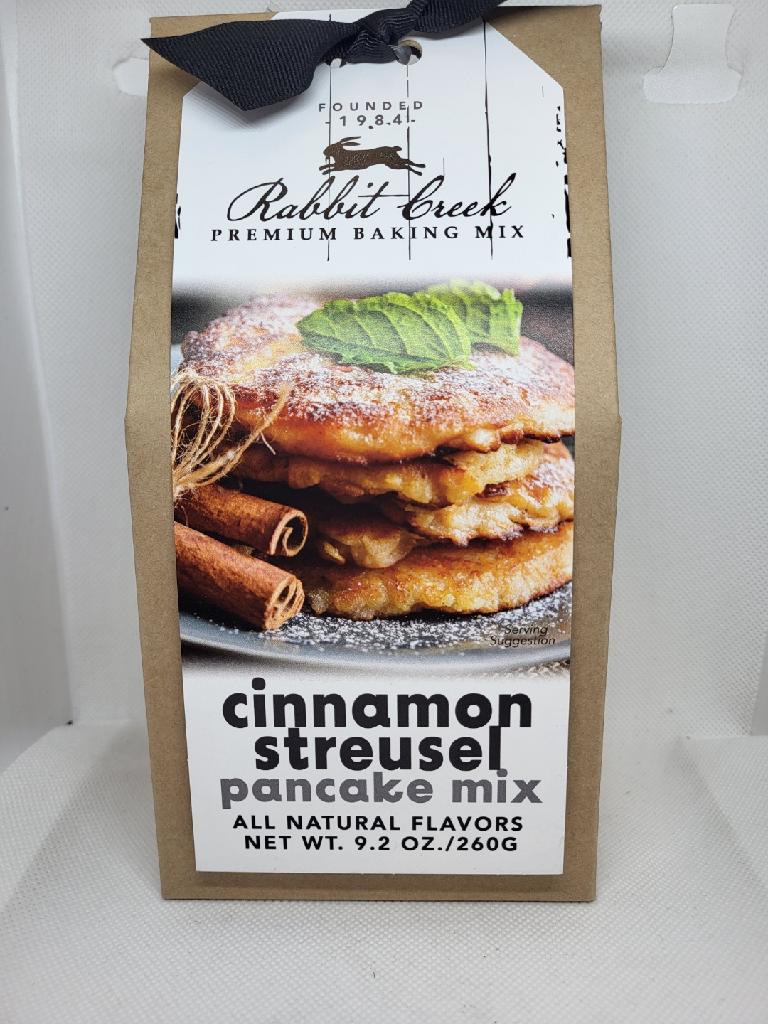 FOUNDED
- 1984 -
Rabbit Creek
PREMIUM BAKING MIX
Serving
Suggestion
cinnamon
streusel
pancake mix
ALL NATURAL FLAVORS
NET WT. 9.2 OZ./260G